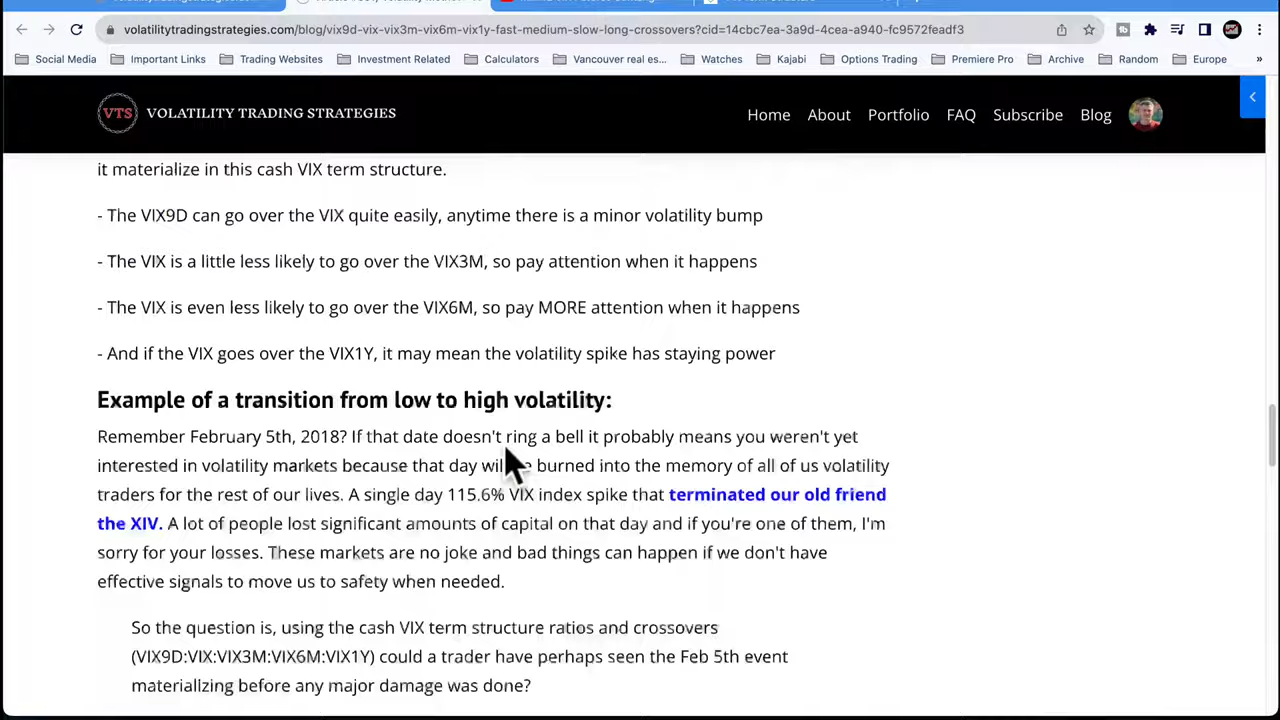 volatilitytradingstrategies.com/blog/vix9d-vix-vix3m-vix6m-vix1y-fast-medium-slow-long-crossovers?cid=14cbc7ea-3a9d-4cea-a940-fc9572feadf3
Social Media Important Links Trading Websites Investment Related Calculators Vancouver real es... Watches Kajabi Options Trading Premiere Pro Archive Random Europe »
VTS VOLATILITY TRADING STRATEGIES Home About Portfolio FAQ Subscribe Blog
it materialize in this cash VIX term structure.
- The VIX9D can go over the VIX quite easily, anytime there is a minor volatility bump
- The VIX is a little less likely to go over the VIX3M, so pay attention when it happens
- The VIX is even less likely to go over the VIX6M, so pay MORE attention when it happens
- And if the VIX goes over the VIX1Y, it may mean the volatility spike has staying power
Example of a transition from low to high volatility:
Remember February 5th, 2018? If that date doesn't ring a bell it probably means you weren't yet
interested in volatility markets because that day will burned into the memory of all of us volatility
traders for the rest of our lives. A single day 115.6% VIX index spike that terminated our old friend
the XIV. A lot of people lost significant amounts of capital on that day and if you're one of them, I'm
sorry for your losses. These markets are no joke and bad things can happen if we don't have
effective signals to move us to safety when needed.
So the question is, using the cash VIX term structure ratios and crossovers
(VIX9D:VIX:VIX3M:VIX6M:VIX1Y) could a trader have perhaps seen the Feb 5th event
materializing before any major damage was done?